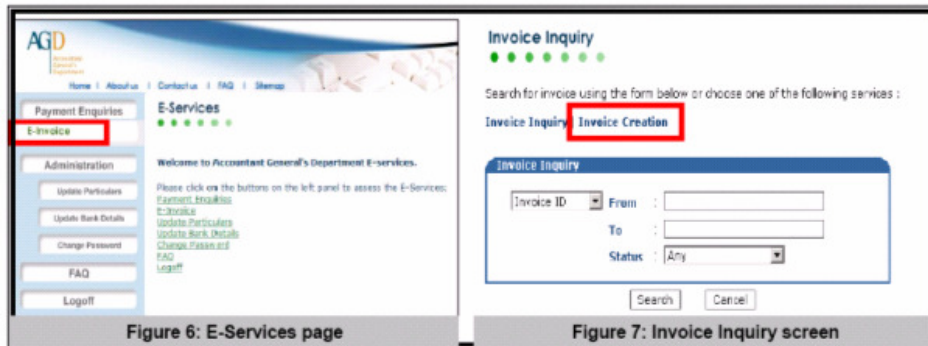 AGD
Accountant
General's
Department
Home | About us | Contact us | FAQ | Sitemap
Payment Enquiries
E-Invoice
Administration
Update Particulars
Update Bank Details
Change Password
FAQ
Logoff
E-Services
Welcome to Accountant General's Department E-services.
Please click on the buttons on the left panel to assess the E-Services:
Payment Enquiries
E-Invoice
Update Particulars
Update Bank Details
Change Password
FAQ
Logoff
Figure 6: E-Services page
Invoice Inquiry
Search for invoice using the form below or choose one of the following services :
Invoice Inquiry | Invoice Creation
Invoice Inquiry
Invoice ID From :
To :
Status : Any
Search Cancel
Figure 7: Invoice Inquiry screen